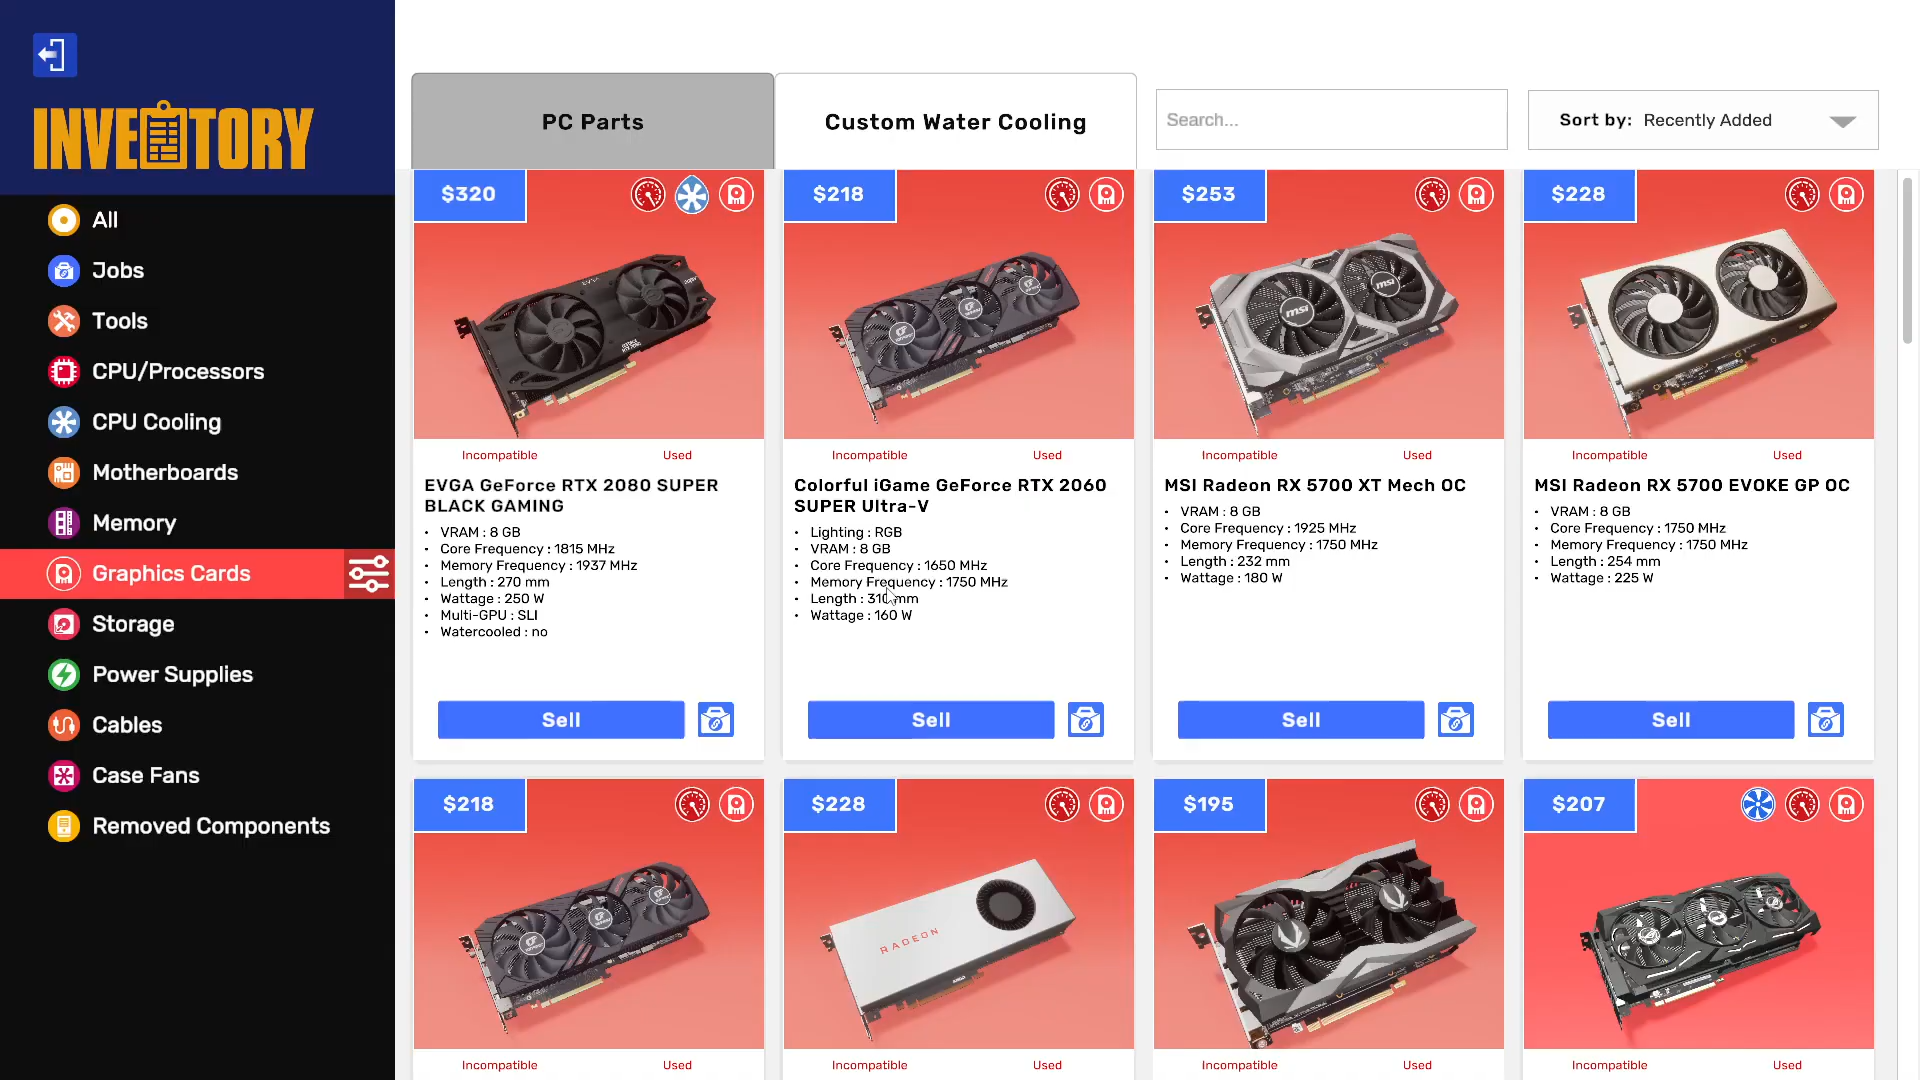 INVENTORY
All
Jobs
Tools
CPU/Processors
CPU Cooling
Motherboards
Memory
Graphics Cards
Storage
Power Supplies
Cables
Case Fans
Removed Components
PC Parts
Custom Water Cooling
Search...
Sort by: Recently Added
$320
Incompatible Used
EVGA GeForce RTX 2080 SUPER
BLACK GAMING
• VRAM : 8 GB
• Core Frequency : 1815 MHz
• Memory Frequency : 1937 MHz
• Length : 270 mm
• Wattage : 250 W
• Multi-GPU : SLI
• Watercooled : no
Sell
$218
Incompatible Used
Colorful iGame GeForce RTX 2060
SUPER Ultra-V
• Lighting : RGB
• VRAM : 8 GB
• Core Frequency : 1650 MHz
• Memory Frequency : 1750 MHz
• Length : 310 mm
• Wattage : 160 W
Sell
$253
msi
msi
Incompatible Used
MSI Radeon RX 5700 XT Mech OC
• VRAM : 8 GB
• Core Frequency : 1925 MHz
• Memory Frequency : 1750 MHz
• Length : 232 mm
• Wattage : 180 W
Sell
$228
Incompatible Used
MSI Radeon RX 5700 EVOKE GP OC
• VRAM : 8 GB
• Core Frequency : 1750 MHz
• Memory Frequency : 1750 MHz
• Length : 254 mm
• Wattage : 225 W
Sell
$218
Incompatible Used
$228
RADEON
Incompatible Used
$195
Incompatible Used
$207
Incompatible Used